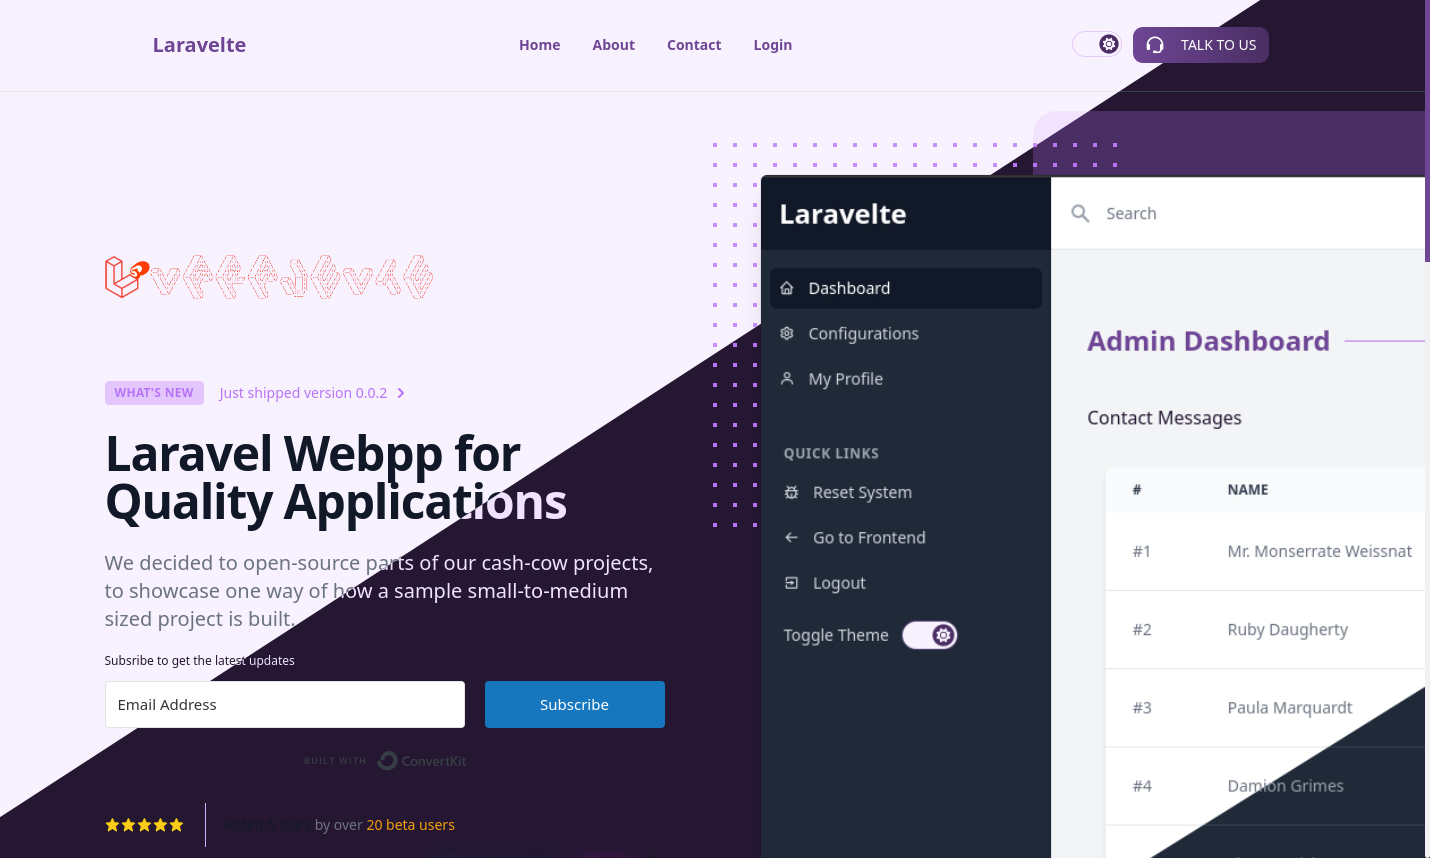 Laravelte
Home
About
Contact
Login
TALK TO US
WHAT'S NEW
Just shipped version 0.0.2
Laravel Webpp for
Quality Applications
We decided to open-source parts of our cash-cow projects,
to showcase one way of how a sample small-to-medium
sized project is built.
Subsribe to get the latest updates
Email Address
Subscribe
BUILT WITH ConvertKit
Rated 5 stars by over 20 beta users
Laravelte
Dashboard
Configurations
My Profile
QUICK LINKS
Reset System
Go to Frontend
Logout
Toggle Theme
Search
Admin Dashboard
Contact Messages
# NAME
#1 Mr. Monserrate Weissnat
#2 Ruby Daugherty
#3 Paula Marquardt
#4 Damion Grimes